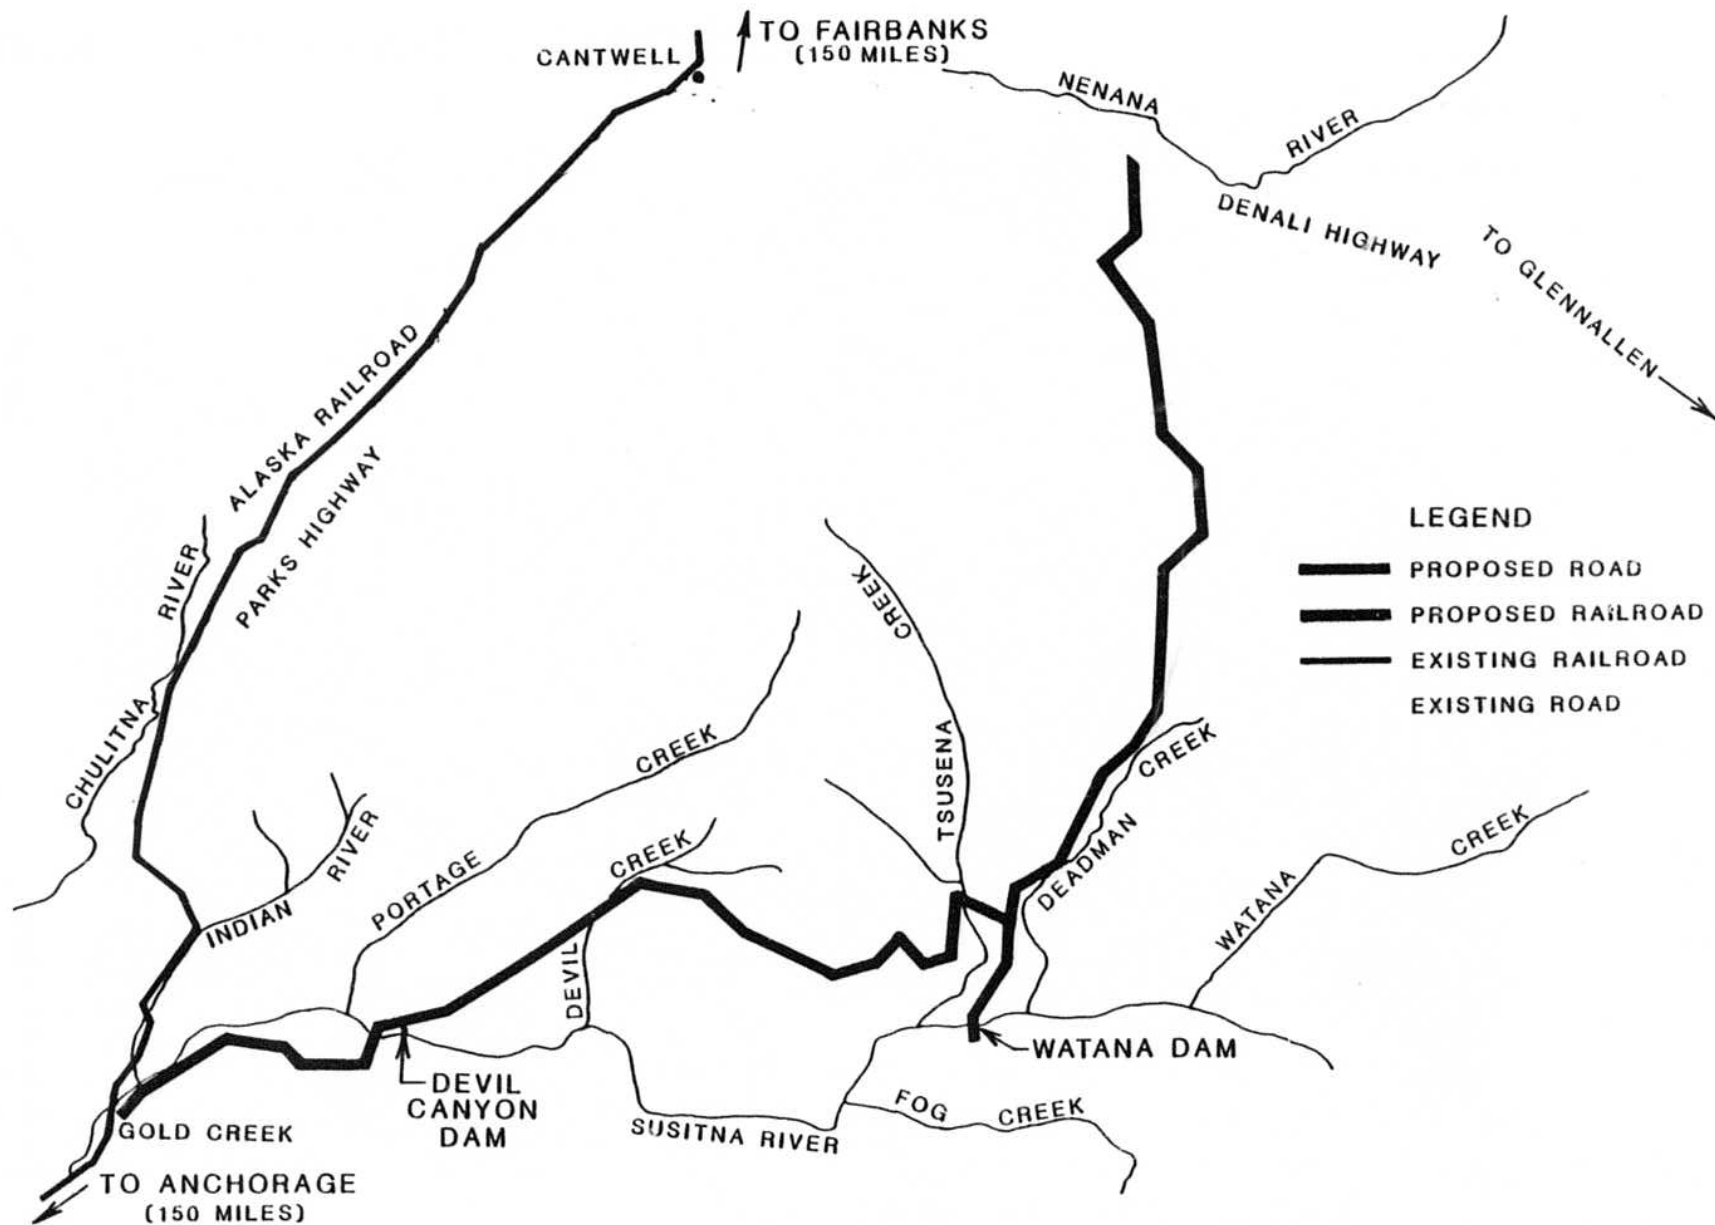 CANTWELL
TO FAIRBANKS
(150 MILES)
NENANA
RIVER
DENALI HIGHWAY
TO GLENNALLEN
ALASKA RAILROAD
PARKS HIGHWAY
RIVER
CHULITNA
LEGEND
PROPOSED ROAD
PROPOSED RAILROAD
EXISTING RAILROAD
EXISTING ROAD
CREEK
TSUSENA
CREEK
DEADMAN
CREEK
WATANA
CREEK
PORTAGE
CREEK
DEVIL
RIVER
INDIAN
WATANA DAM
DEVIL
CANYON
DAM
FOG
CREEK
SUSITNA RIVER
GOLD CREEK
TO ANCHORAGE
(150 MILES)